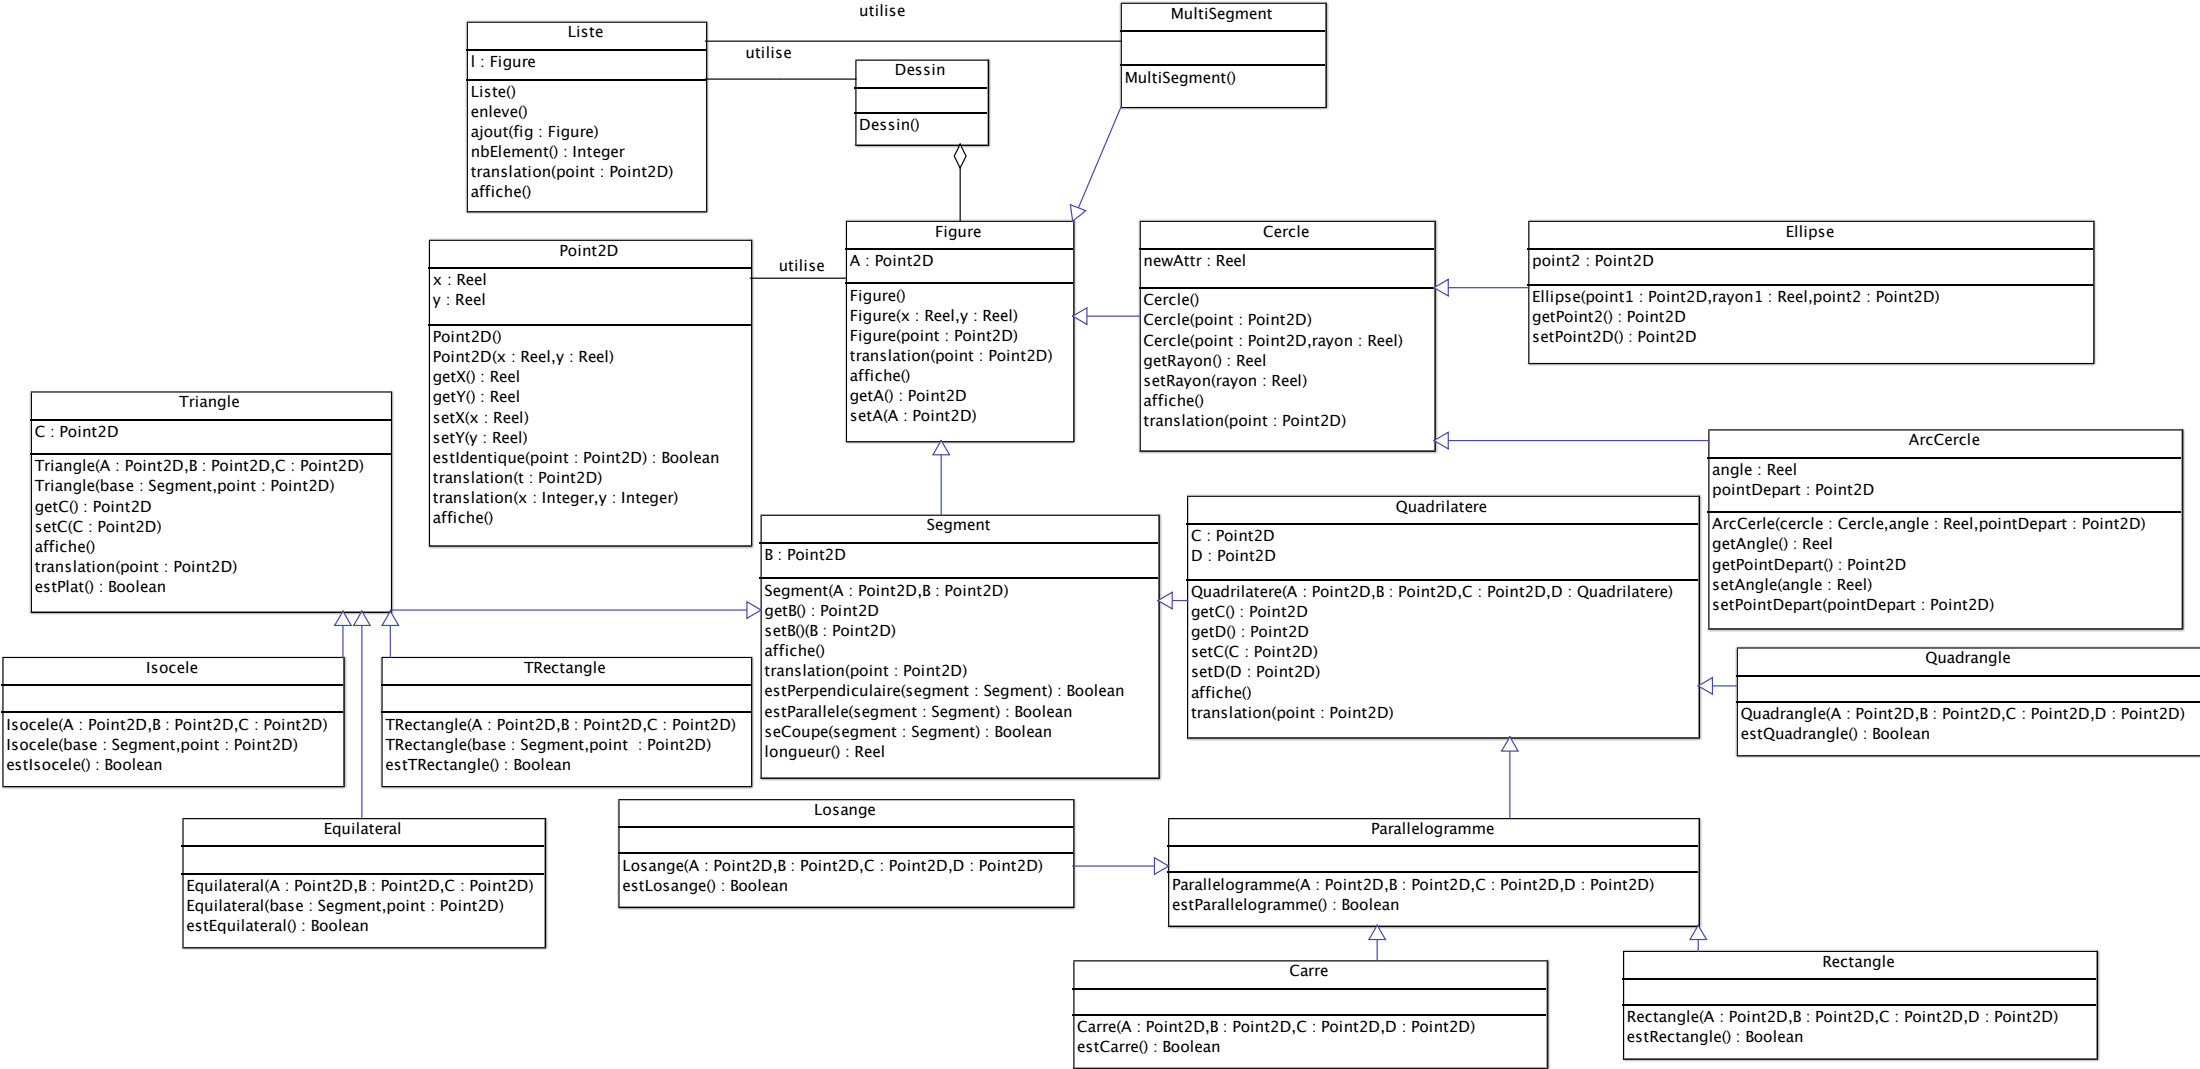 utilise
MultiSegment
MultiSegment()
Liste
l : Figure
Liste()
enleve()
ajout(fig : Figure)
nbElement() : Integer
translation(point : Point2D)
affiche()
utilise
Dessin
Dessin()
Point2D
x : Reel
y : Reel
Point2D()
Point2D(x : Reel,y : Reel)
getX() : Reel
getY() : Reel
setX(x : Reel)
setY(y : Reel)
estIdentique(point : Point2D) : Boolean
translation(t : Point2D)
translation(x : Integer,y : Integer)
affiche()
utilise
Figure
A : Point2D
Figure()
Figure(x : Reel,y : Reel)
Figure(point : Point2D)
translation(point : Point2D)
affiche()
getA() : Point2D
setA(A : Point2D)
Cercle
newAttr : Reel
Cercle()
Cercle(point : Point2D)
Cercle(point : Point2D,rayon : Reel)
getRayon() : Reel
setRayon(rayon : Reel)
affiche()
translation(point : Point2D)
Ellipse
point2 : Point2D
Ellipse(point1 : Point2D,rayon1 : Reel,point2 : Point2D)
getPoint2() : Point2D
setPoint2D() : Point2D
Triangle
C : Point2D
Triangle(A : Point2D,B : Point2D,C : Point2D)
Triangle(base : Segment,point : Point2D)
getC() : Point2D
setC(C : Point2D)
affiche()
translation(point : Point2D)
estPlat() : Boolean
ArcCercle
angle : Reel
pointDepart : Point2D
ArcCerle(cercle : Cercle,angle : Reel,pointDepart : Point2D)
getAngle() : Reel
getPointDepart() : Point2D
setAngle(angle : Reel)
setPointDepart(pointDepart : Point2D)
Segment
B : Point2D
Segment(A : Point2D,B : Point2D)
getB() : Point2D
setB()(B : Point2D)
affiche()
translation(point : Point2D)
estPerpendiculaire(segment : Segment) : Boolean
estParallele(segment : Segment) : Boolean
seCoupe(segment : Segment) : Boolean
longueur() : Reel
Quadrilatere
C : Point2D
D : Point2D
Quadrilatere(A : Point2D,B : Point2D,C : Point2D,D : Quadrilatere)
getC() : Point2D
getD() : Point2D
setC(C : Point2D)
setD(D : Point2D)
affiche()
translation(point : Point2D)
Isocele
Isocele(A : Point2D,B : Point2D,C : Point2D)
Isocele(base : Segment,point : Point2D)
estIsocele() : Boolean
TRectangle
TRectangle(A : Point2D,B : Point2D,C : Point2D)
TRectangle(base : Segment,point  : Point2D)
estTRectangle() : Boolean
Quadrangle
Quadrangle(A : Point2D,B : Point2D,C : Point2D,D : Point2D)
estQuadrangle() : Boolean
Equilateral
Equilateral(A : Point2D,B : Point2D,C : Point2D)
Equilateral(base : Segment,point : Point2D)
estEquilateral() : Boolean
Losange
Losange(A : Point2D,B : Point2D,C : Point2D,D : Point2D)
estLosange() : Boolean
Parallelogramme
Parallelogramme(A : Point2D,B : Point2D,C : Point2D,D : Point2D)
estParallelogramme() : Boolean
Carre
Carre(A : Point2D,B : Point2D,C : Point2D,D : Point2D)
estCarre() : Boolean
Rectangle
Rectangle(A : Point2D,B : Point2D,C : Point2D,D : Point2D)
estRectangle() : Boolean